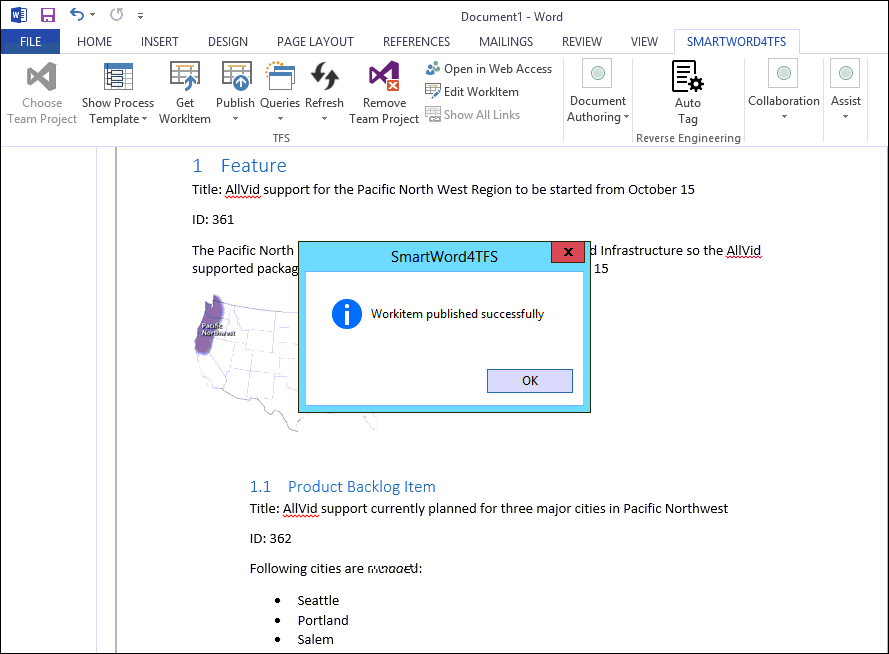 Document1 - Word
FILE HOME INSERT DESIGN PAGE LAYOUT REFERENCES MAILINGS REVIEW VIEW SMARTWORD4TFS
Choose Team Project
Show Process Template
Get WorkItem
Publish
Queries
Refresh
Remove Team Project
Open in Web Access
Edit WorkItem
Show All Links
TFS
Document Authoring
Auto Tag
Reverse Engineering
Collaboration
Assist
1 Feature
Title: AllVid support for the Pacific North West Region to be started from October 15
ID: 361
The Pacific North d Infrastructure so the AllVid
supported packag 15
Pacific
Northwest
SmartWord4TFS
x
Workitem published successfully
OK
1.1 Product Backlog Item
Title: AllVid support currently planned for three major cities in Pacific Northwest
ID: 362
Following cities are
• Seattle
• Portland
• Salem